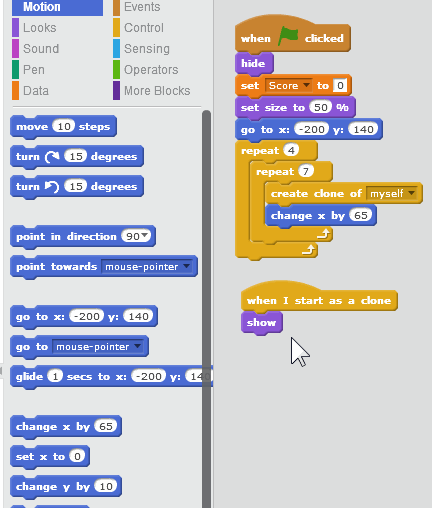 Motion
Events
Looks
Control
Sound
Sensing
Pen
Operators
Data
More Blocks
move 10 steps
turn 15 degrees
turn 15 degrees
point in direction 90
point towards mouse-pointer
go to x: -200 y: 140
go to mouse-pointer
glide 1 secs to x: -200 y: 140
change x by 65
set x to 0
change y by 10
when clicked
hide
set Score to 0
set size to 50 %
go to x: -200 y: 140
repeat 4
repeat 7
create clone of myself
change x by 65
when I start as a clone
show